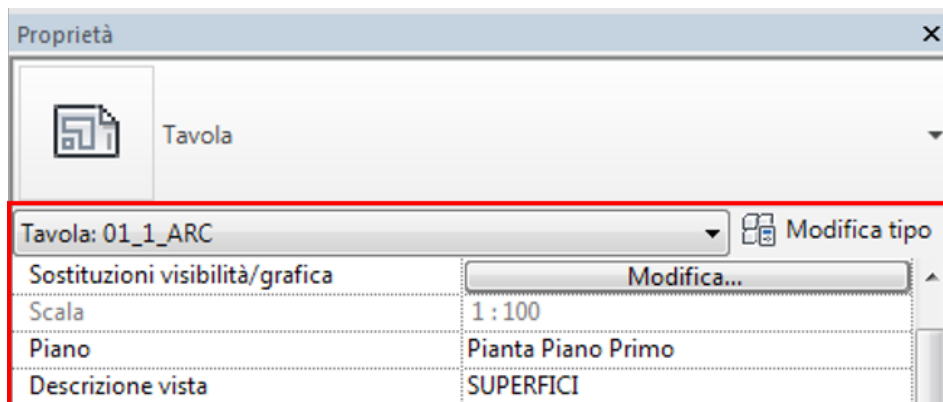 Proprietà
Tavola
Tavola: 01_1_ARC
Modifica tipo
Sostituzioni visibilità/grafica Modifica...
Scala 1 : 100
Piano Pianta Piano Primo
Descrizione vista SUPERFICI